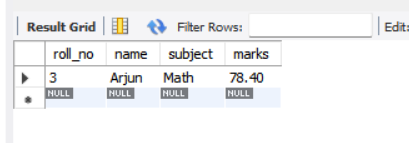 Result Grid Filter Rows: Edit:
roll_no name subject marks
3 Arjun Math 78.40
NULL NULL NULL NULL